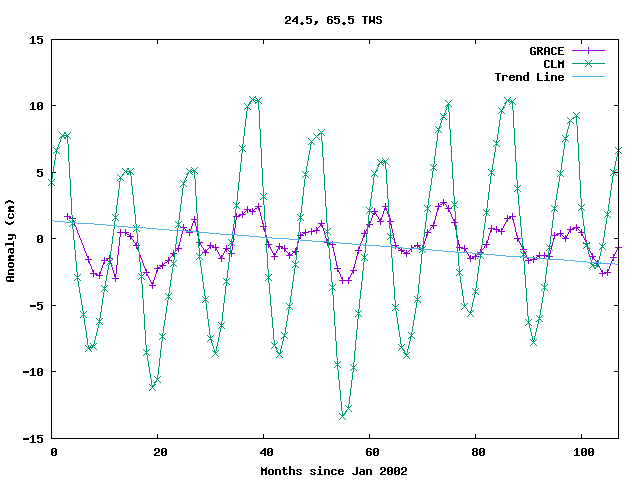 24.5, 65.5 TWS
GRACE
CLM
Trend Line
15
10
5
0
-5
-10
-15
Anomaly (cm)
0 20 40 60 80 100
Months since Jan 2002